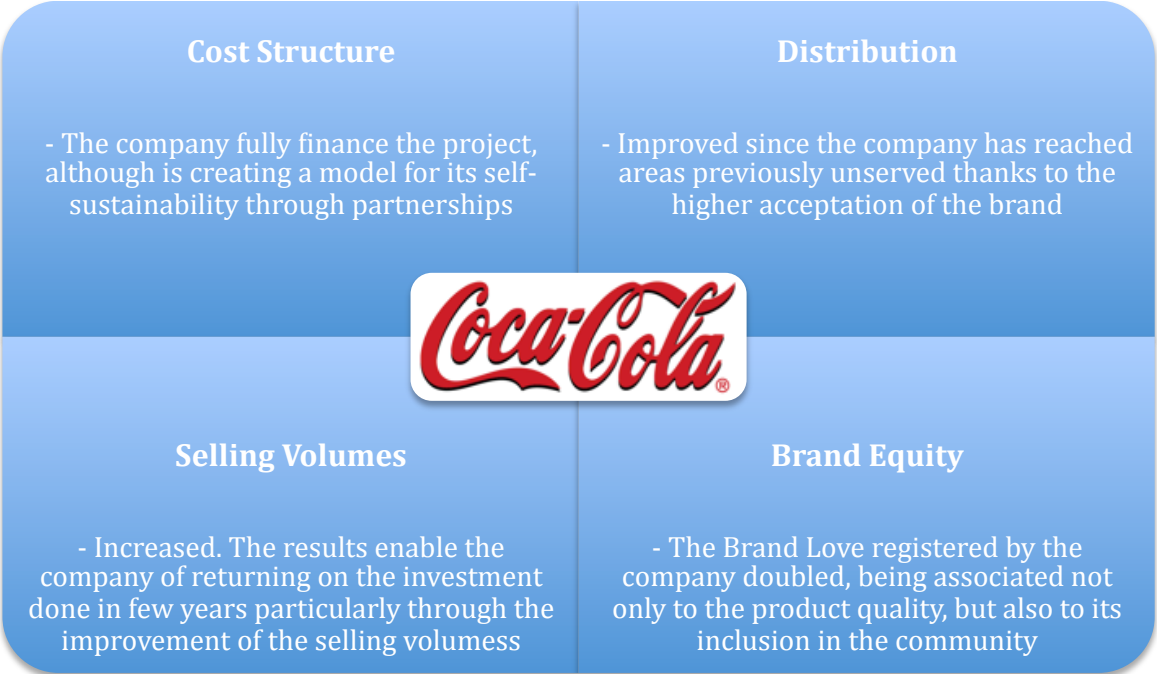 Cost Structure
- The company fully finance the project,
although is creating a model for its self-
sustainability through partnerships
Distribution
- Improved since the company has reached
areas previously unserved thanks to the
higher acceptation of the brand
Coca-Cola®
Selling Volumes
- Increased. The results enable the
company of returning on the investment
done in few years particularly through the
improvement of the selling volumess
Brand Equity
- The Brand Love registered by the
company doubled, being associated not
only to the product quality, but also to its
inclusion in the community